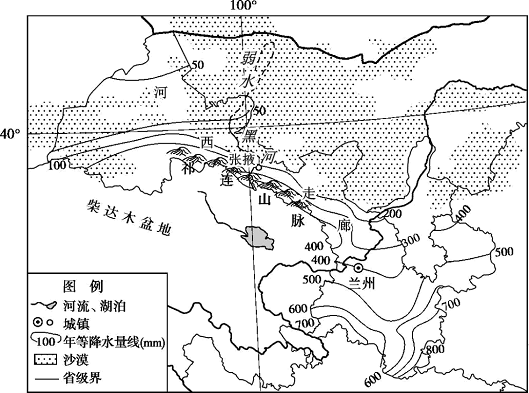 100°
50
弱水
河
50
40°
黑河
西
100
张掖
祁
连
走
山
200
400
柴达木盆地
脉
廊
300
400
500
400
兰州
500
600
700
700
800
600
图 例
河流、湖泊
城镇
100 年等降水量线(mm)
沙漠
省级界